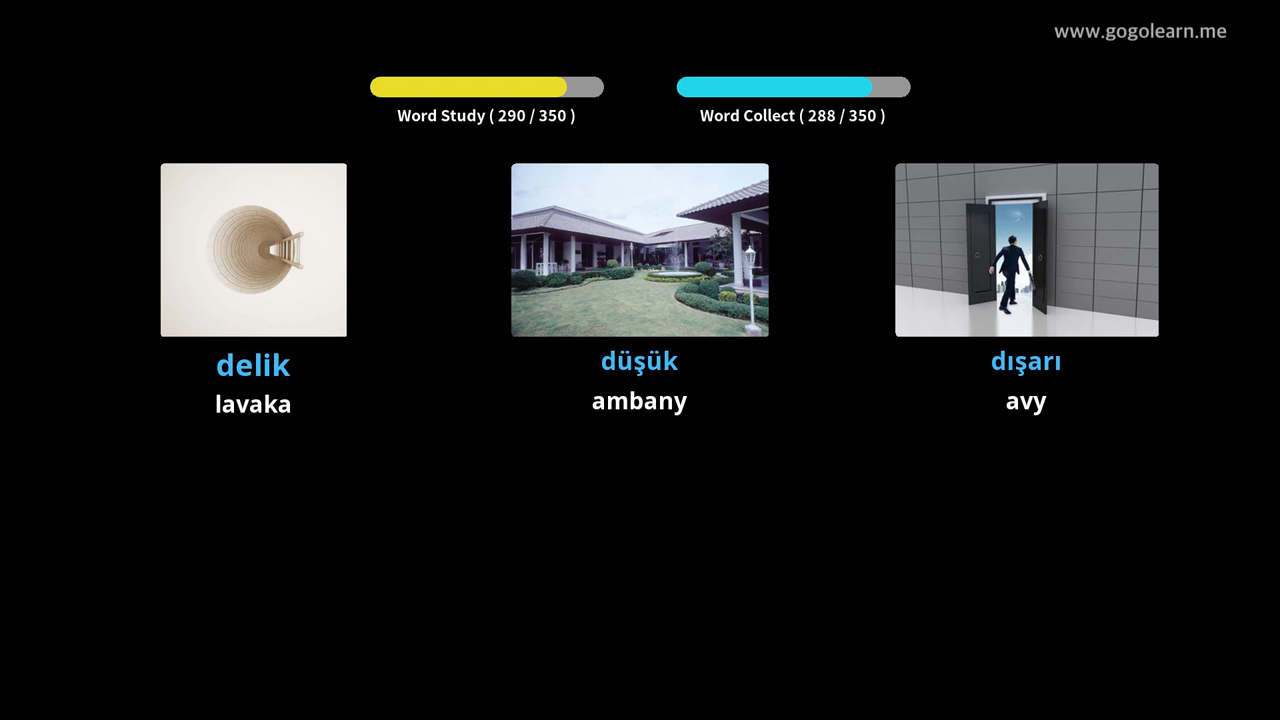 www.gogolearn.me
Word Study ( 290 / 350 )
Word Collect ( 288 / 350 )
delik
lavaka
düşük
ambany
dışarı
avy